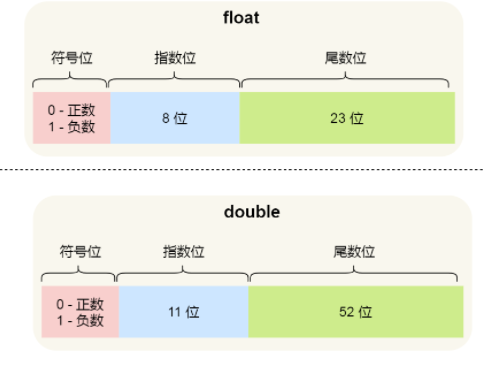 float
符号位 指数位 尾数位
0 - 正数
1 - 负数
8 位
23 位
double
符号位 指数位 尾数位
0 - 正数
1 - 负数
11 位
52 位